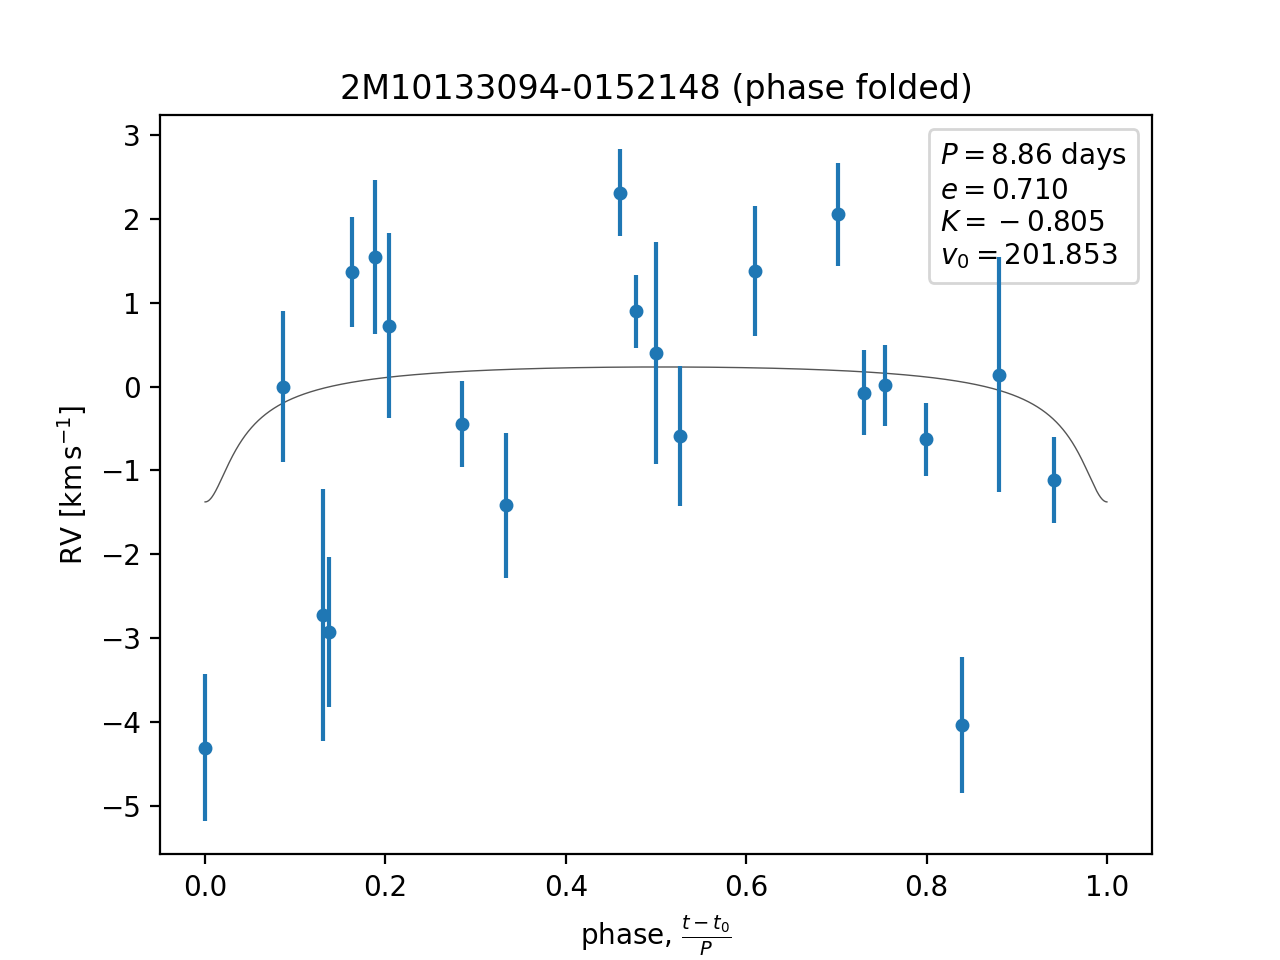 2M10133094-0152148 (phase folded)
P = 8.86 days
e = 0.710
K = −0.805
v₀ = 201.853
RV [km s⁻¹]
3
2
1
0
−1
−2
−3
−4
−5
0.0 0.2 0.4 0.6 0.8 1.0
phase, (t − t₀)/P